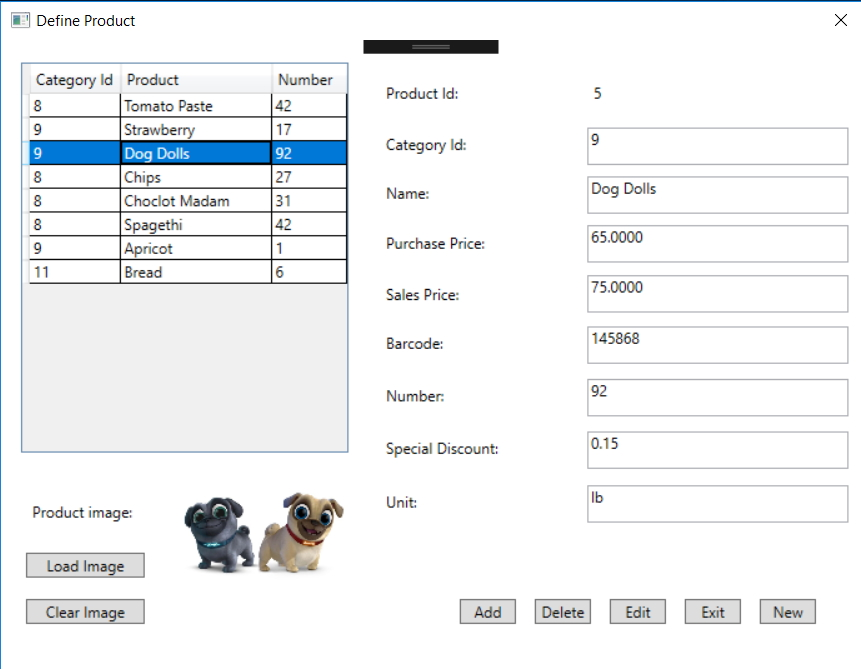 Define Product
Category Id Product Number
8 Tomato Paste 42
9 Strawberry 17
9 Dog Dolls 92
8 Chips 27
8 Choclot Madam 31
8 Spagethi 42
9 Apricot 1
11 Bread 6
Product Id: 5
Category Id: 9
Name: Dog Dolls
Purchase Price: 65.0000
Sales Price: 75.0000
Barcode: 145868
Number: 92
Special Discount: 0.15
Unit: lb
Product image:
Load Image
Clear Image
Add Delete Edit Exit New